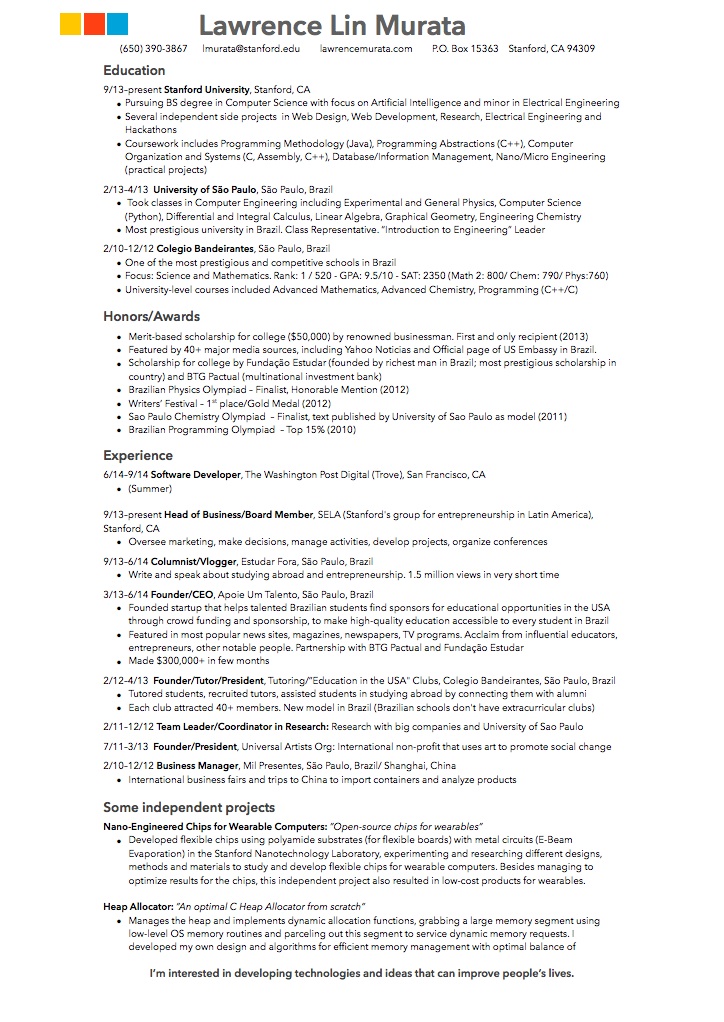 Lawrence Lin Murata
(650) 390-3867 lmurata@stanford.edu lawrencemurata.com P.O. Box 15363 Stanford, CA 94309
Education
9/13–present Stanford University, Stanford, CA
• Pursuing BS degree in Computer Science with focus on Artificial Intelligence and minor in Electrical Engineering
• Several independent side projects in Web Design, Web Development, Research, Electrical Engineering and
Hackathons
• Coursework includes Programming Methodology (Java), Programming Abstractions (C++), Computer
Organization and Systems (C, Assembly, C++), Database/Information Management, Nano/Micro Engineering
(practical projects)
2/13–4/13 University of São Paulo, São Paulo, Brazil
• Took classes in Computer Engineering including Experimental and General Physics, Computer Science
(Python), Differential and Integral Calculus, Linear Algebra, Graphical Geometry, Engineering Chemistry
• Most prestigious university in Brazil. Class Representative. “Introduction to Engineering” Leader
2/10–12/12 Colegio Bandeirantes, São Paulo, Brazil
• One of the most prestigious and competitive schools in Brazil
• Focus: Science and Mathematics. Rank: 1 / 520 - GPA: 9.5/10 - SAT: 2350 (Math 2: 800/ Chem: 790/ Phys:760)
• University-level courses included Advanced Mathematics, Advanced Chemistry, Programming (C++/C)
Honors/Awards
• Merit-based scholarship for college ($50,000) by renowned businessman. First and only recipient (2013)
• Featured by 40+ major media sources, including Yahoo Noticias and Official page of US Embassy in Brazil.
• Scholarship for college by Fundação Estudar (founded by richest man in Brazil; most prestigious scholarship in
country) and BTG Pactual (multinational investment bank)
• Brazilian Physics Olympiad – Finalist, Honorable Mention (2012)
• Writers’ Festival – 1st place/Gold Medal (2012)
• Sao Paulo Chemistry Olympiad – Finalist, text published by University of Sao Paulo as model (2011)
• Brazilian Programming Olympiad – Top 15% (2010)
Experience
6/14–9/14 Software Developer, The Washington Post Digital (Trove), San Francisco, CA
• (Summer)
9/13–present Head of Business/Board Member, SELA (Stanford's group for entrepreneurship in Latin America),
Stanford, CA
• Oversee marketing, make decisions, manage activities, develop projects, organize conferences
9/13–6/14 Columnist/Vlogger, Estudar Fora, São Paulo, Brazil
• Write and speak about studying abroad and entrepreneurship. 1.5 million views in very short time
3/13–6/14 Founder/CEO, Apoie Um Talento, São Paulo, Brazil
• Founded startup that helps talented Brazilian students find sponsors for educational opportunities in the USA
through crowd funding and sponsorship, to make high-quality education accessible to every student in Brazil
• Featured in most popular news sites, magazines, newspapers, TV programs. Acclaim from influential educators,
entrepreneurs, other notable people. Partnership with BTG Pactual and Fundação Estudar
• Made $300,000+ in few months
2/12–4/13 Founder/Tutor/President, Tutoring/"Education in the USA" Clubs, Colegio Bandeirantes, São Paulo, Brazil
• Tutored students, recruited tutors, assisted students in studying abroad by connecting them with alumni
• Each club attracted 40+ members. New model in Brazil (Brazilian schools don't have extracurricular clubs)
2/11–12/12 Team Leader/Coordinator in Research: Research with big companies and University of São Paulo
7/11-3/13 Founder/President, Universal Artists Org: International non-profit that uses art to promote social change
2/10–12/12 Business Manager, Mil Presentes, São Paulo, Brazil/ Shanghai, China
• International business fairs and trips to China to import containers and analyze products
Some independent projects
Nano-Engineered Chips for Wearable Computers: “Open-source chips for wearables”
• Developed flexible chips using polyamide substrates (for flexible boards) with metal circuits (E-Beam
Evaporation) in the Stanford Nanotechnology Laboratory, experimenting and researching different designs,
methods and materials to study and develop flexible chips for wearable computers. Besides managing to
optimize results for the chips, this independent project also resulted in low-cost products for wearables.
Heap Allocator: “An optimal C Heap Allocator from scratch”
• Manages the heap and implements dynamic allocation functions, grabbing a large memory segment using
low-level OS memory routines and parceling out this segment to service dynamic memory requests. I
developed my own design and algorithms for efficient memory management with optimal balance of
I’m interested in developing technologies and ideas that can improve people’s lives.